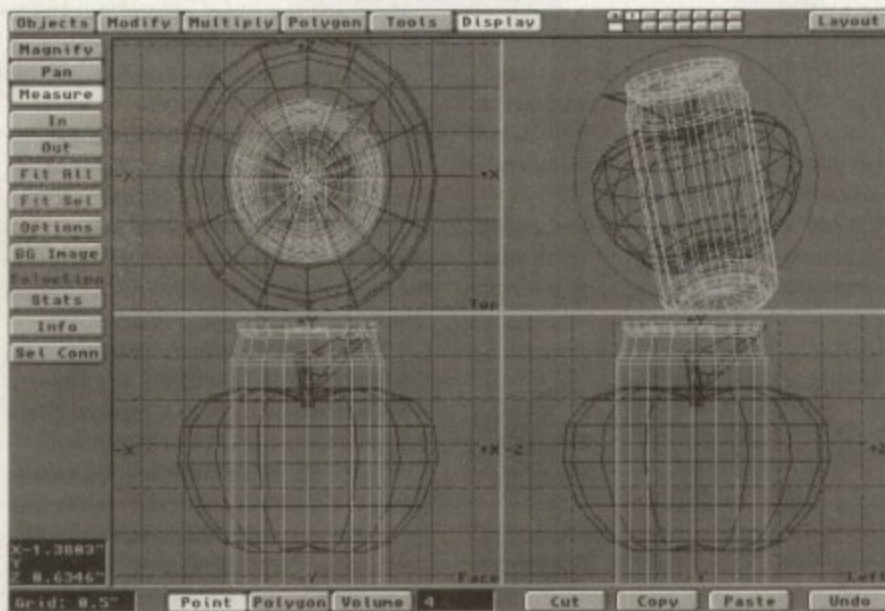 Objects Modify Multiply Polygon Tools Display Layout
Magnify
Pan
Measure
In
Out
Fit All
Fit Sel
Options
BG Image
Selection
Stats
Info
Sel Conn
+Z
-X +X
Top
+Y
-X +X
-Y
Face
+Y
-Z +Z
-Y
Left
X-1.3803"
Y
Z 0.6346"
Grid: 0.5" Point Polygon Volume 4 Cut Copy Paste Undo